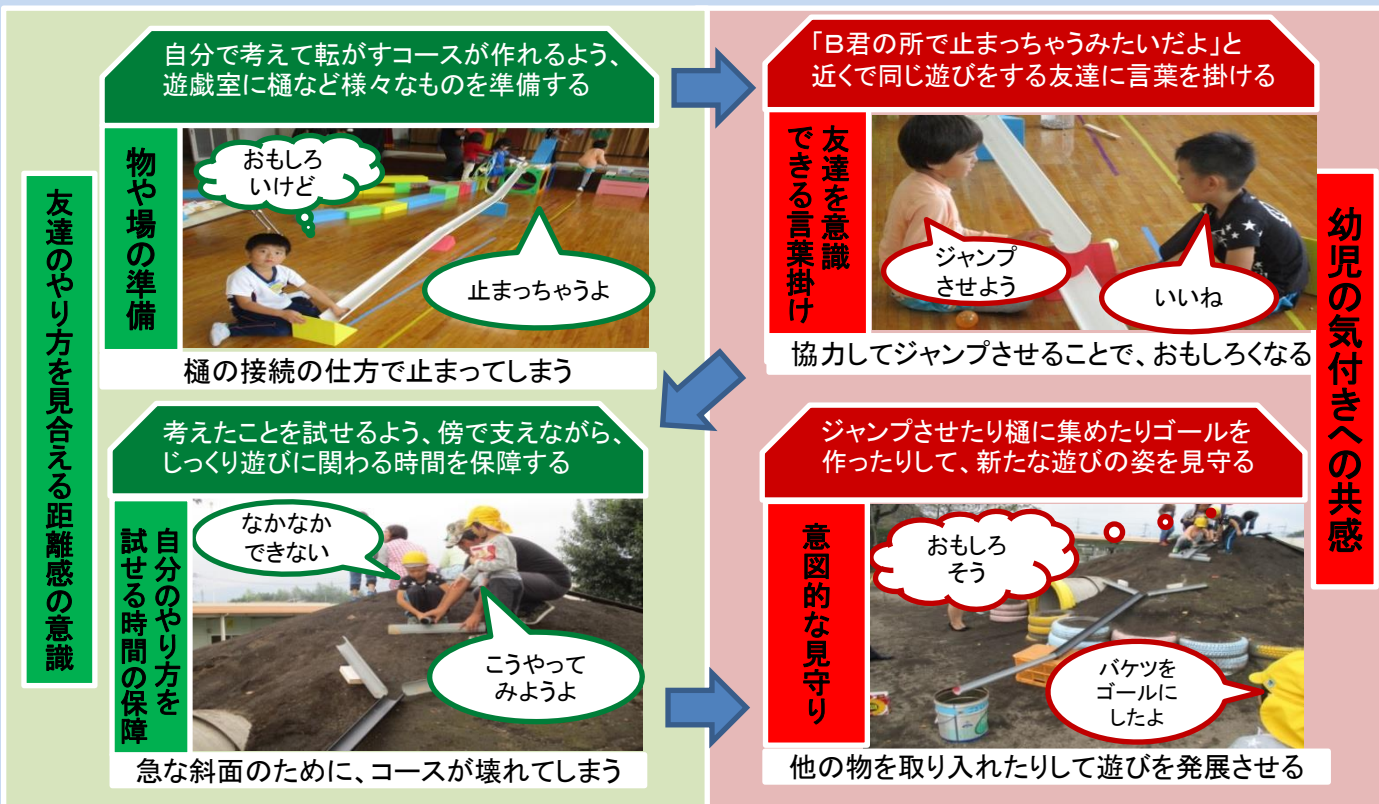 友達のやり方を見合える距離感の意識
自分で考えて転がすコースが作れるよう、
遊戯室に樋など様々なものを準備する
物や場の準備
おもしろ
いけど
止まっちゃうよ
樋の接続の仕方で止まってしまう
「B君の所で止まっちゃうみたいだよ」と
近くで同じ遊びをする友達に言葉を掛ける
友達を意識
できる言葉掛け
ジャンプ
させよう
いいね
協力してジャンプさせることで、おもしろくなる
考えたことを試せるよう、傍で支えながら、
じっくり遊びに関わる時間を保障する
自分のやり方を
試せる時間の保障
なかなか
できない
こうやって
みようよ
急な斜面のために、コースが壊れてしまう
ジャンプさせたり樋に集めたりゴールを
作ったりして、新たな遊びの姿を見守る
意図的な見守り
おもしろ
そう
バケツを
ゴールに
したよ
他の物を取り入れたりして遊びを発展させる
幼児の気付きへの共感